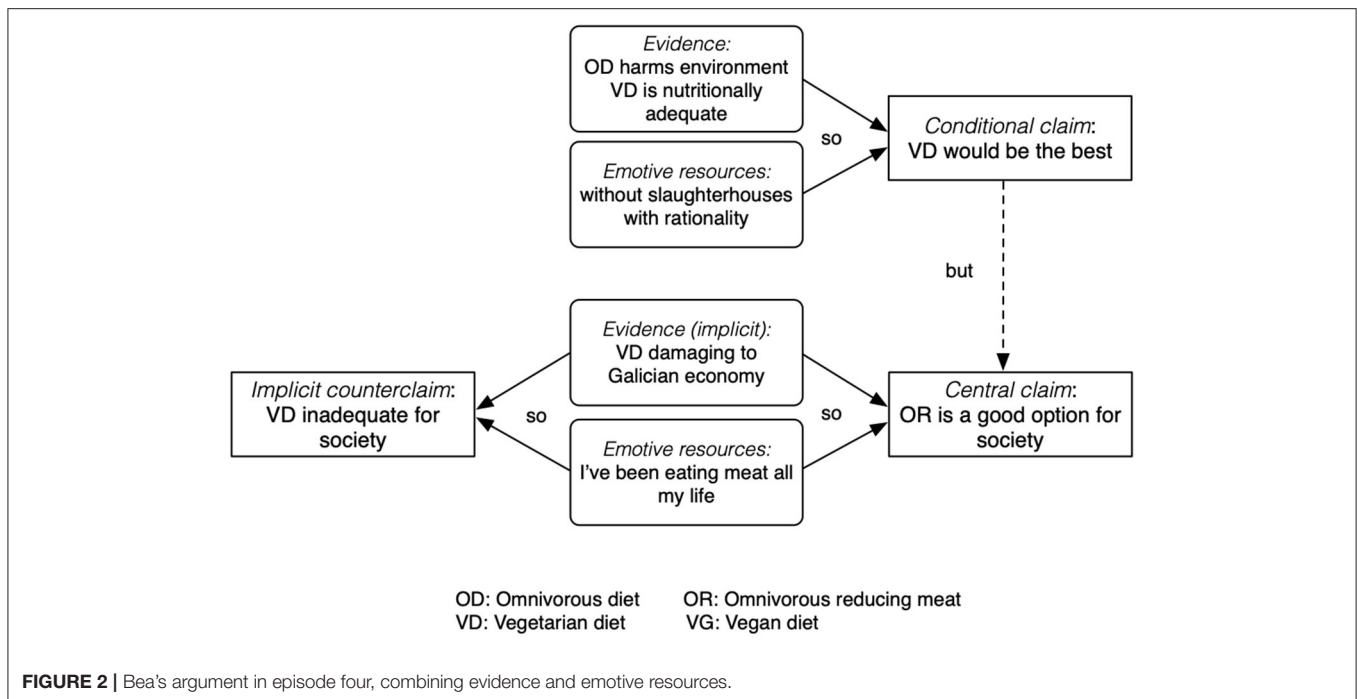 Evidence:
OD harms environment
VD is nutritionally
adequate
so
Conditional claim:
VD would be the best
Emotive resources:
without slaughterhouses
with rationality
but
Evidence (implicit):
VD damaging to
Galician economy
Implicit counterclaim:
VD inadequate for
society
so
so
Central claim:
OR is a good option for
society
Emotive resources:
I've been eating meat all
my life
OD: Omnivorous diet OR: Omnivorous reducing meat
VD: Vegetarian diet VG: Vegan diet
FIGURE 2 | Bea's argument in episode four, combining evidence and emotive resources.